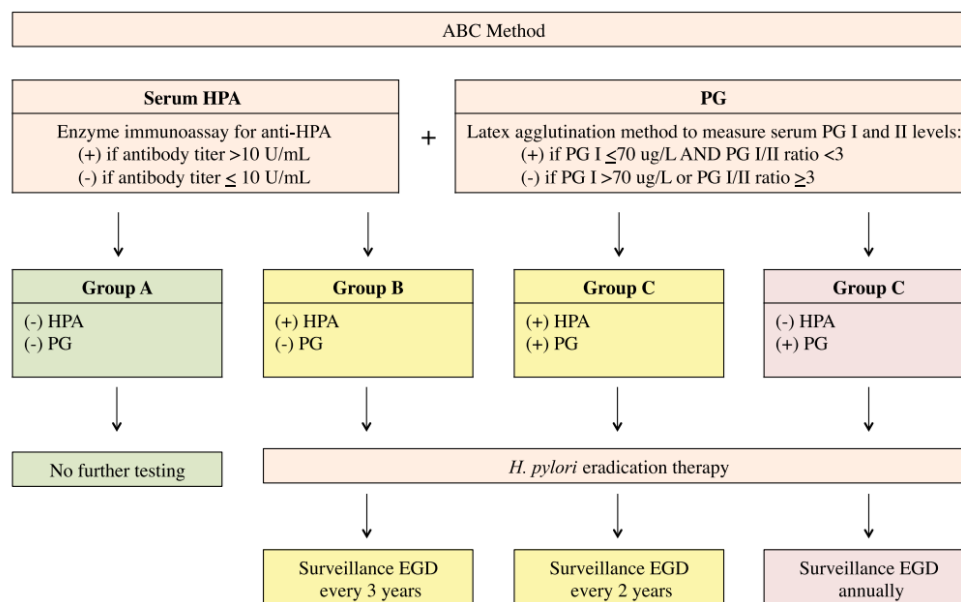 ABC Method
Serum HPA
Enzyme immunoassay for anti-HPA
(+) if antibody titer >10 U/mL
(-) if antibody titer ≤ 10 U/mL
+
PG
Latex agglutination method to measure serum PG I and II levels:
(+) if PG I ≤70 ug/L AND PG I/II ratio <3
(-) if PG I >70 ug/L or PG I/II ratio ≥3
Group A
(-) HPA
(-) PG
Group B
(+) HPA
(-) PG
Group C
(+) HPA
(+) PG
Group C
(-) HPA
(+) PG
No further testing
H. pylori eradication therapy
Surveillance EGD
every 3 years
Surveillance EGD
every 2 years
Surveillance EGD
annually